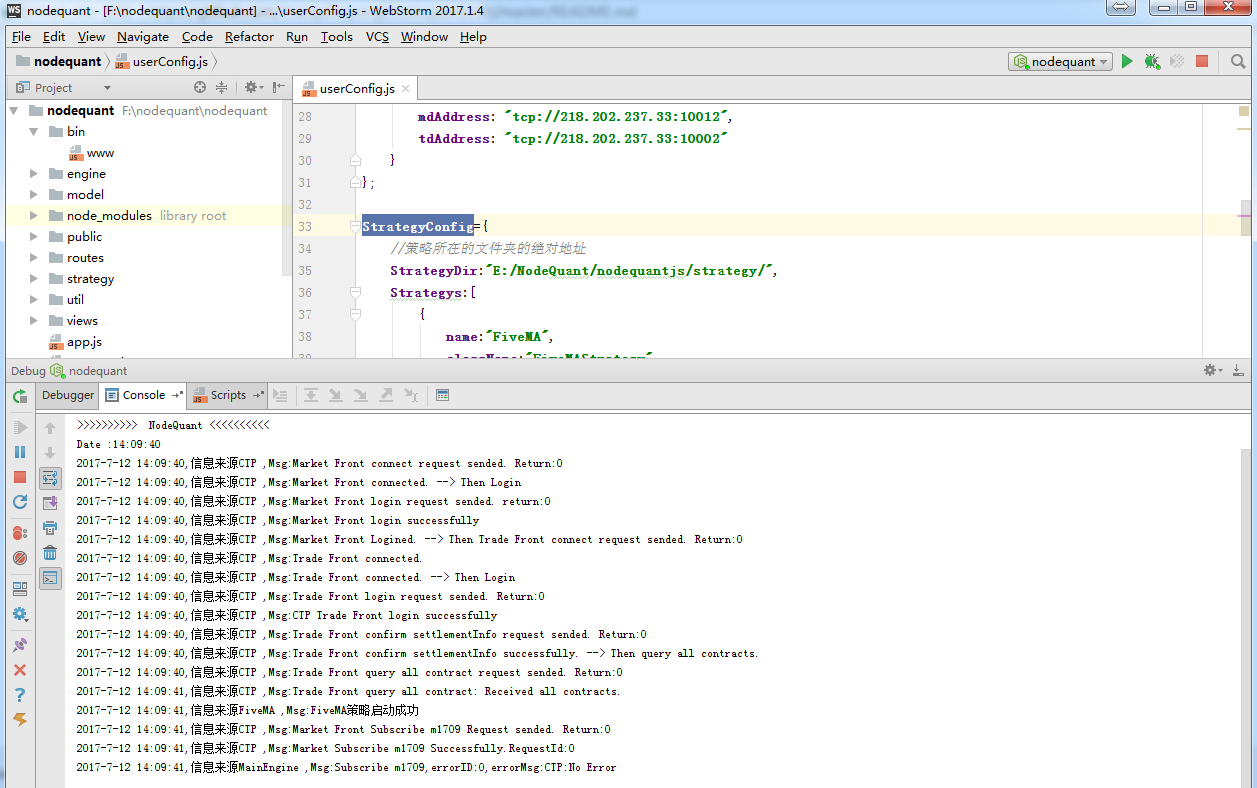 nodequant - [F:\nodequant\nodequant] - ...\userConfig.js - WebStorm 2017.1.4
File Edit View Navigate Code Refactor Run Tools VCS Window Help
nodequant userConfig.js nodequant
Project userConfig.js
nodequant F:\nodequant\nodequant
bin
www
engine
model
node_modules library root
public
routes
strategy
util
views
app.js
28 mdAddress: "tcp://218.202.237.33:10012",
29 tdAddress: "tcp://218.202.237.33:10002"
30 }
31 };
32
33 StrategyConfig={
34 //策略所在的文件夹的绝对地址
35 StrategyDir:"E:/NodeQuant/nodequantjs/strategy/",
36 Strategys:[
37 {
38 name:"FiveMA",
39 className:"FiveMAStrategy"
Debug nodequant
Debugger Console Scripts
>>>>>>>>>> NodeQuant <<<<<<<<<<
Date :14:09:40
2017-7-12 14:09:40,信息来源CTP ,Msg:Market Front connect request sended. Return:0
2017-7-12 14:09:40,信息来源CTP ,Msg:Market Front connected. --> Then Login
2017-7-12 14:09:40,信息来源CTP ,Msg:Market Front login request sended. return:0
2017-7-12 14:09:40,信息来源CTP ,Msg:Market Front login successfully
2017-7-12 14:09:40,信息来源CTP ,Msg:Market Front Logined. --> Then Trade Front connect request sended. Return:0
2017-7-12 14:09:40,信息来源CTP ,Msg:Trade Front connected.
2017-7-12 14:09:40,信息来源CTP ,Msg:Trade Front connected. --> Then Login
2017-7-12 14:09:40,信息来源CTP ,Msg:Trade Front login request sended. Return:0
2017-7-12 14:09:40,信息来源CTP ,Msg:CTP Trade Front login successfully
2017-7-12 14:09:40,信息来源CTP ,Msg:Trade Front confirm settlementInfo request sended. Return:0
2017-7-12 14:09:40,信息来源CTP ,Msg:Trade Front confirm settlementInfo successfully. --> Then query all contracts.
2017-7-12 14:09:40,信息来源CTP ,Msg:Trade Front query all contract request sended. Return:0
2017-7-12 14:09:41,信息来源CTP ,Msg:Trade Front query all contract: Received all contracts.
2017-7-12 14:09:41,信息来源FiveMA ,Msg:FiveMA策略启动成功
2017-7-12 14:09:41,信息来源CTP ,Msg:Market Front Subscribe m1709 Request sended. Return:0
2017-7-12 14:09:41,信息来源CTP ,Msg:Market Subscribe m1709 Successfully.RequestId:0
2017-7-12 14:09:41,信息来源MainEngine ,Msg:Subscribe m1709,errorID:0,errorMsg:CTP:No Error